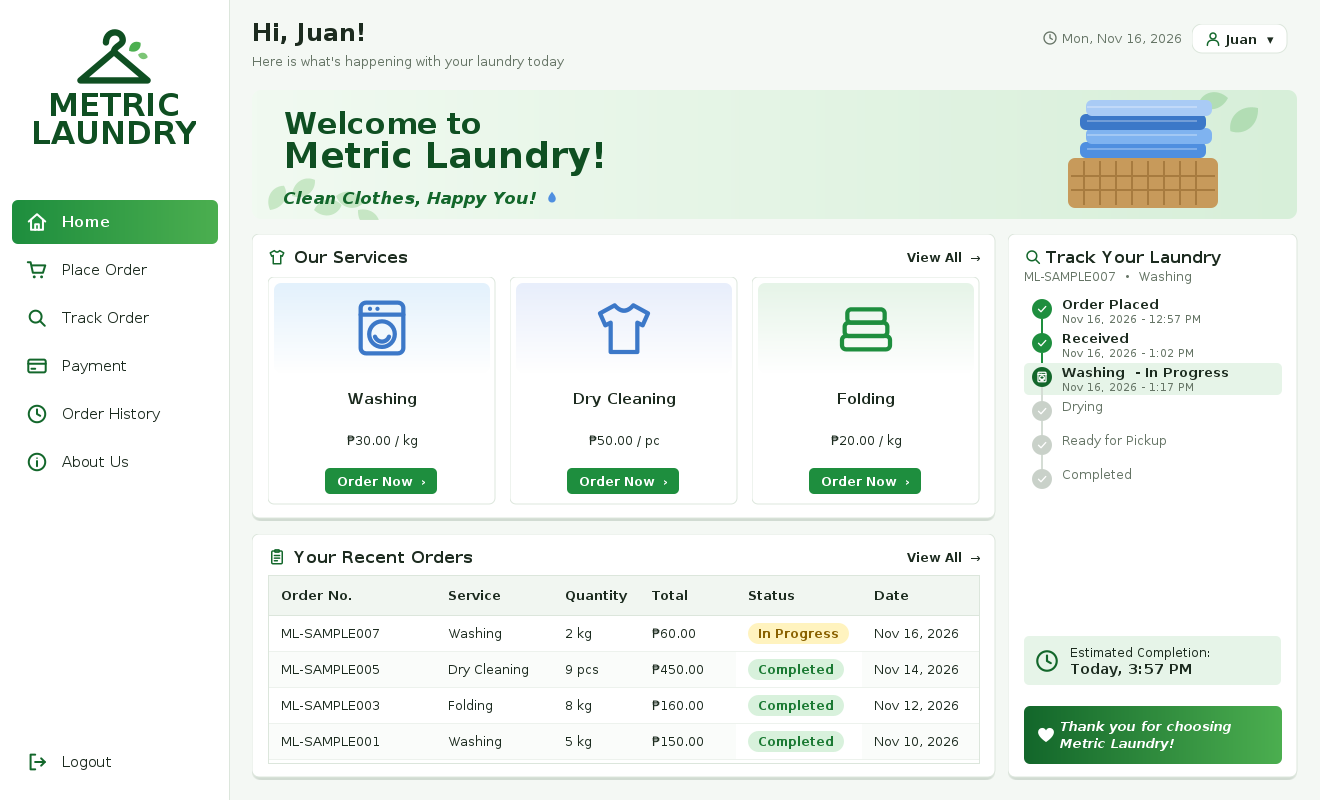 METRIC
LAUNDRY
Home
Place Order
Track Order
Payment
Order History
About Us
Logout
Hi, Juan!
Here is what's happening with your laundry today
Mon, Nov 16, 2026
Juan ▾
Welcome to
Metric Laundry!
Clean Clothes, Happy You!
Our Services
View All →
Washing
₱30.00 / kg
Order Now ›
Dry Cleaning
₱50.00 / pc
Order Now ›
Folding
₱20.00 / kg
Order Now ›
Your Recent Orders
View All →
Order No. Service Quantity Total Status Date
ML-SAMPLE007 Washing 2 kg ₱60.00 In Progress Nov 16, 2026
ML-SAMPLE005 Dry Cleaning 9 pcs ₱450.00 Completed Nov 14, 2026
ML-SAMPLE003 Folding 8 kg ₱160.00 Completed Nov 12, 2026
ML-SAMPLE001 Washing 5 kg ₱150.00 Completed Nov 10, 2026
Track Your Laundry
ML-SAMPLE007 • Washing
Order Placed
Nov 16, 2026 - 12:57 PM
Received
Nov 16, 2026 - 1:02 PM
Washing - In Progress
Nov 16, 2026 - 1:17 PM
Drying
Ready for Pickup
Completed
Estimated Completion:
Today, 3:57 PM
Thank you for choosing
Metric Laundry!